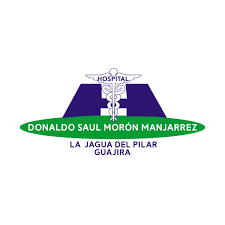 HOSPITAL
DONALDO SAUL MORÓN MANJARREZ
LA JAGUA DEL PILAR
GUAJIRA